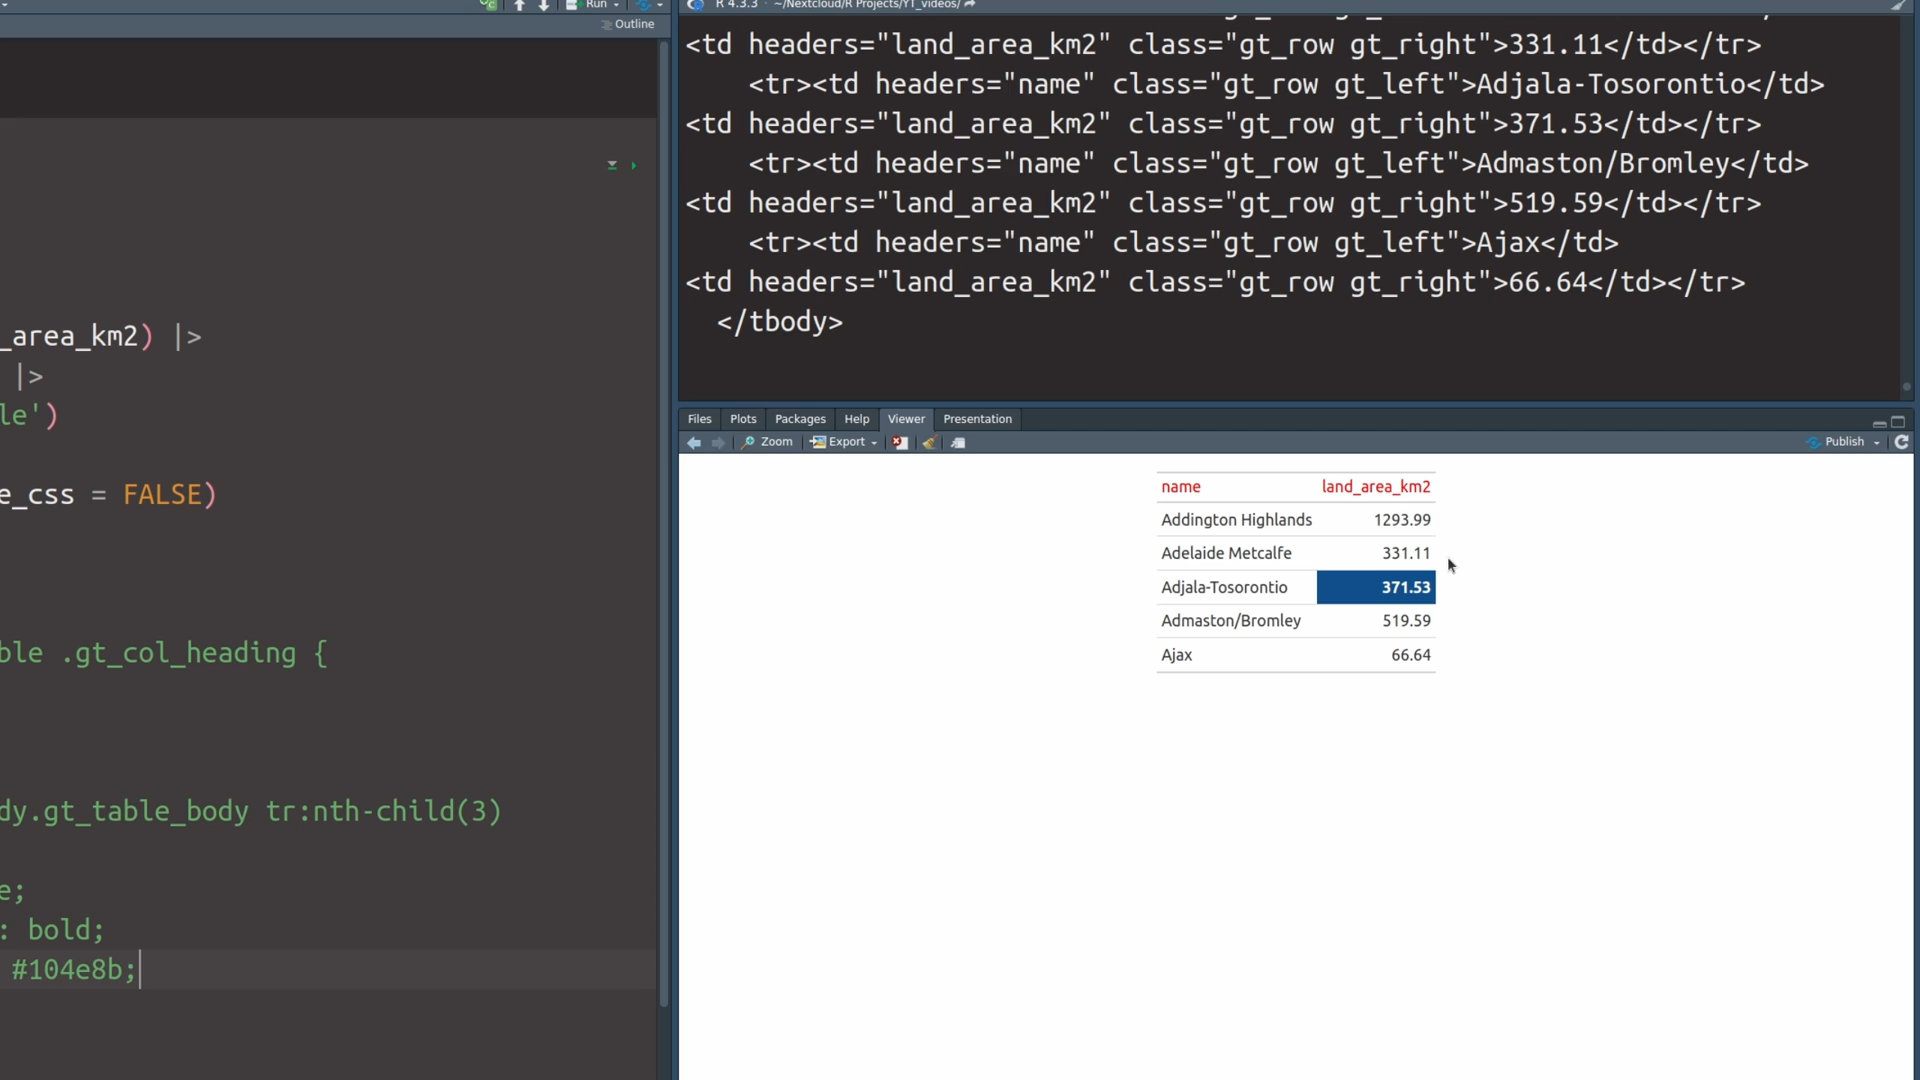 Run
Outline
_area_km2) |>
|>
le')
e_css = FALSE)
ble .gt_col_heading {
dy.gt_table_body tr:nth-child(3)
e;
: bold;
#104e8b;
R 4.3.3 · ~/Nextcloud/R Projects/YT_videos/
<td headers="land_area_km2" class="gt_row gt_right">331.11</td></tr>
<tr><td headers="name" class="gt_row gt_left">Adjala-Tosorontio</td>
<td headers="land_area_km2" class="gt_row gt_right">371.53</td></tr>
<tr><td headers="name" class="gt_row gt_left">Admaston/Bromley</td>
<td headers="land_area_km2" class="gt_row gt_right">519.59</td></tr>
<tr><td headers="name" class="gt_row gt_left">Ajax</td>
<td headers="land_area_km2" class="gt_row gt_right">66.64</td></tr>
</tbody>
Files Plots Packages Help Viewer Presentation
Zoom Export Publish
name land_area_km2
Addington Highlands 1293.99
Adelaide Metcalfe 331.11
Adjala-Tosorontio 371.53
Admaston/Bromley 519.59
Ajax 66.64